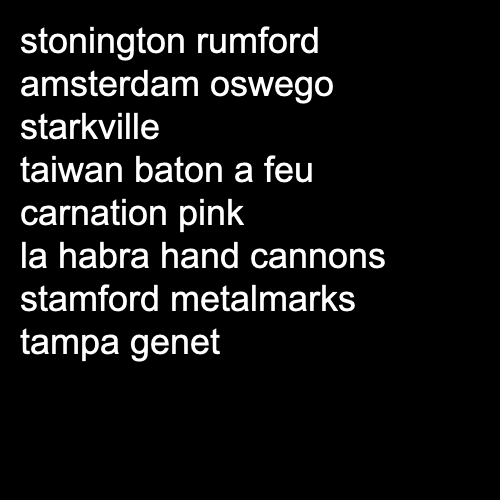 stonington rumford
amsterdam oswego
starkville
taiwan baton a feu
carnation pink
la habra hand cannons
stamford metalmarks
tampa genet